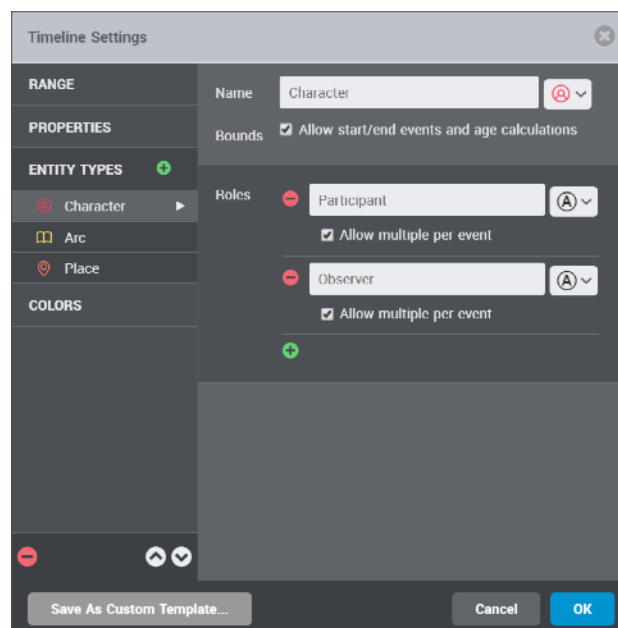 Timeline Settings
RANGE
PROPERTIES
ENTITY TYPES
Character
Arc
Place
COLORS
Name Character
Bounds Allow start/end events and age calculations
Roles Participant A
Allow multiple per event
Observer A
Allow multiple per event
Save As Custom Template... Cancel OK